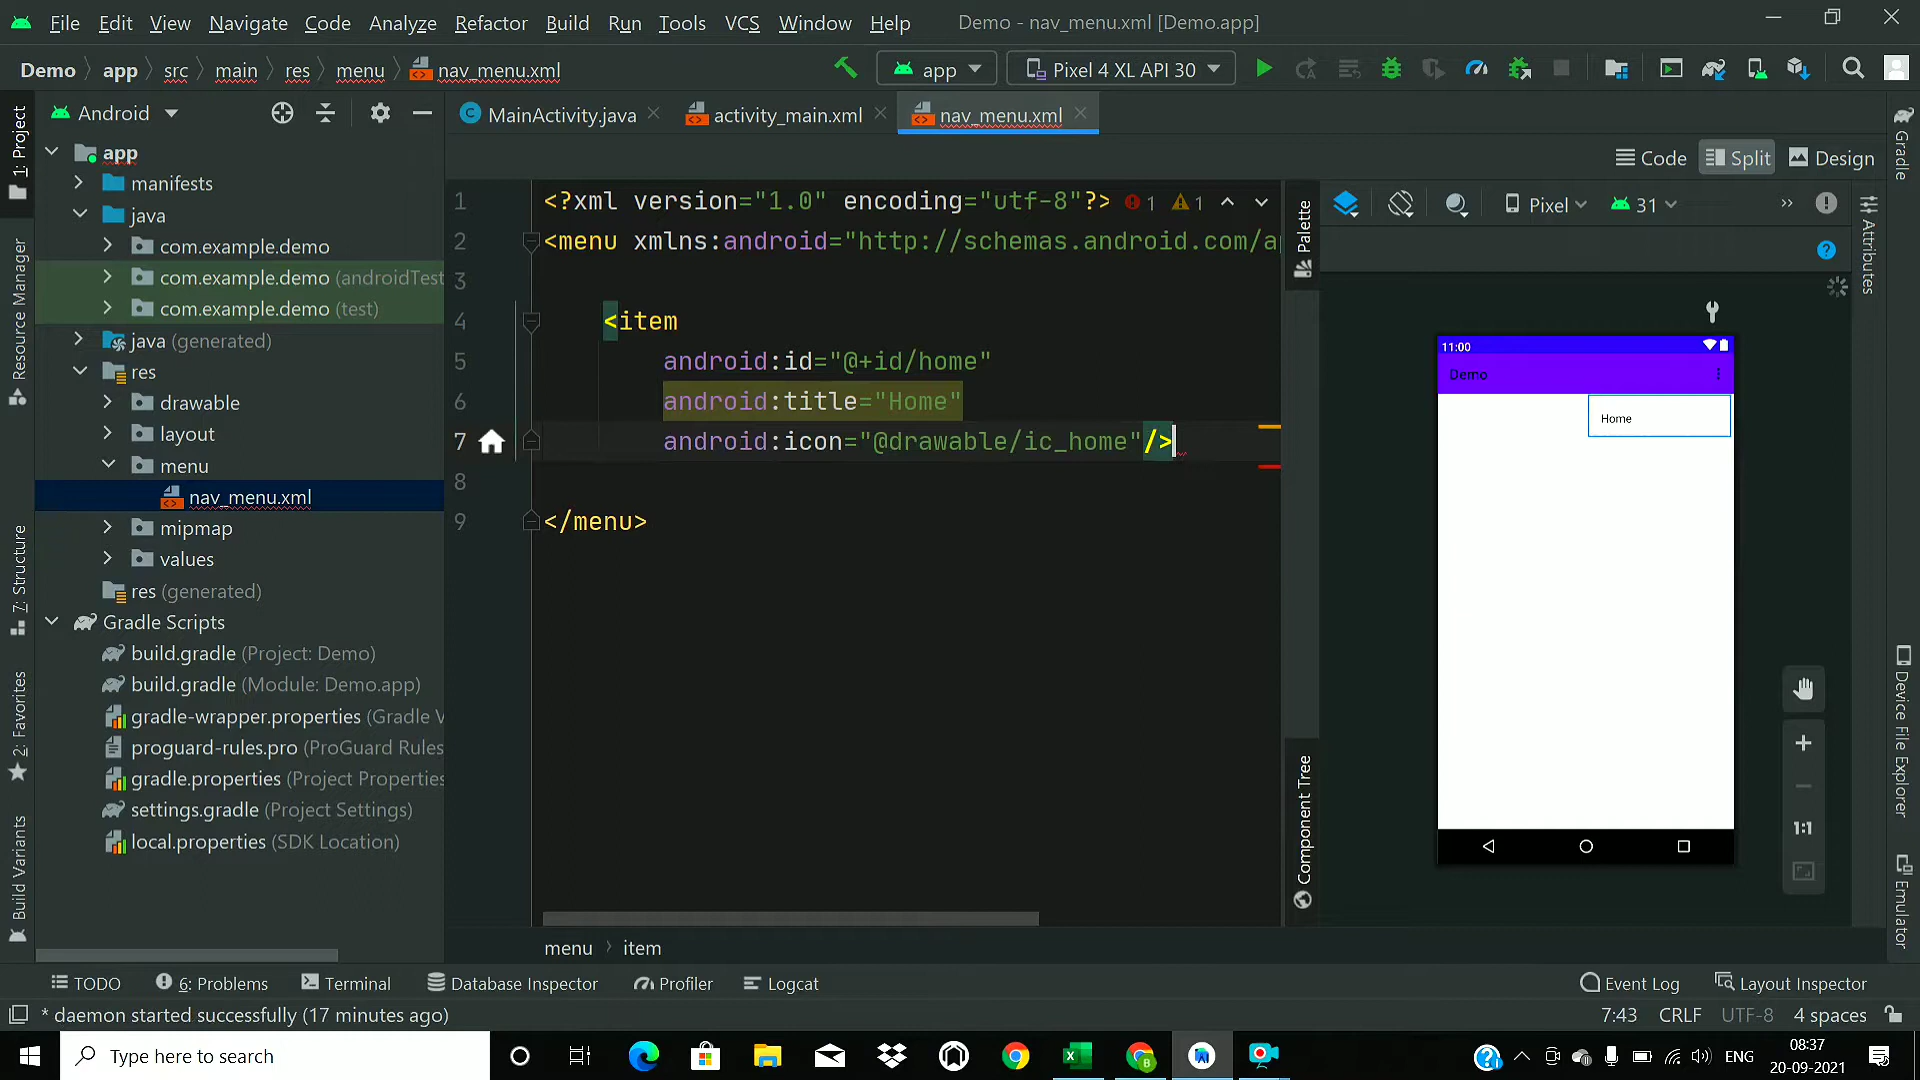 File Edit View Navigate Code Analyze Refactor Build Run Tools VCS Window Help Demo - nav_menu.xml [Demo.app]
Demo app src main res menu nav_menu.xml app Pixel 4 XL API 30
Android MainActivity.java activity_main.xml nav_menu.xml
Code Split Design
1: Project
Resource Manager
7: Structure
2: Favorites
Build Variants
app
manifests
java
com.example.demo
com.example.demo (androidTest
com.example.demo (test)
java (generated)
res
drawable
layout
menu
nav_menu.xml
mipmap
values
res (generated)
Gradle Scripts
build.gradle (Project: Demo)
build.gradle (Module: Demo.app)
gradle-wrapper.properties (Gradle V
proguard-rules.pro (ProGuard Rules
gradle.properties (Project Properties
settings.gradle (Project Settings)
local.properties (SDK Location)
1 <?xml version="1.0" encoding="utf-8"?> 1 1
2 <menu xmlns:android="http://schemas.android.com/a
3
4 <item
5 android:id="@+id/home"
6 android:title="Home"
7 android:icon="@drawable/ic_home"/>
8
9 </menu>
menu item
Palette
Component Tree
Pixel 31
11:00
Demo
Home
1:1
Gradle
Attributes
Device File Explorer
Emulator
TODO 6: Problems Terminal Database Inspector Profiler Logcat Event Log Layout Inspector
* daemon started successfully (17 minutes ago) 7:43 CRLF UTF-8 4 spaces
Type here to search ENG 08:37
20-09-2021